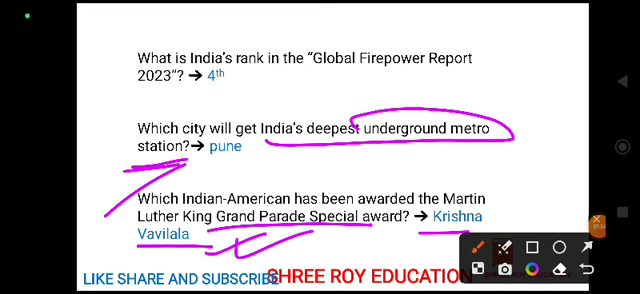 What is India's rank in the “Global Firepower Report
2023”? → 4th
Which city will get India's deepest underground metro
station? → pune
Which Indian-American has been awarded the Martin
Luther King Grand Parade Special award? → Krishna
Vavilala
LIKE SHARE AND SUBSCRIBE SHREE ROY EDUCATION